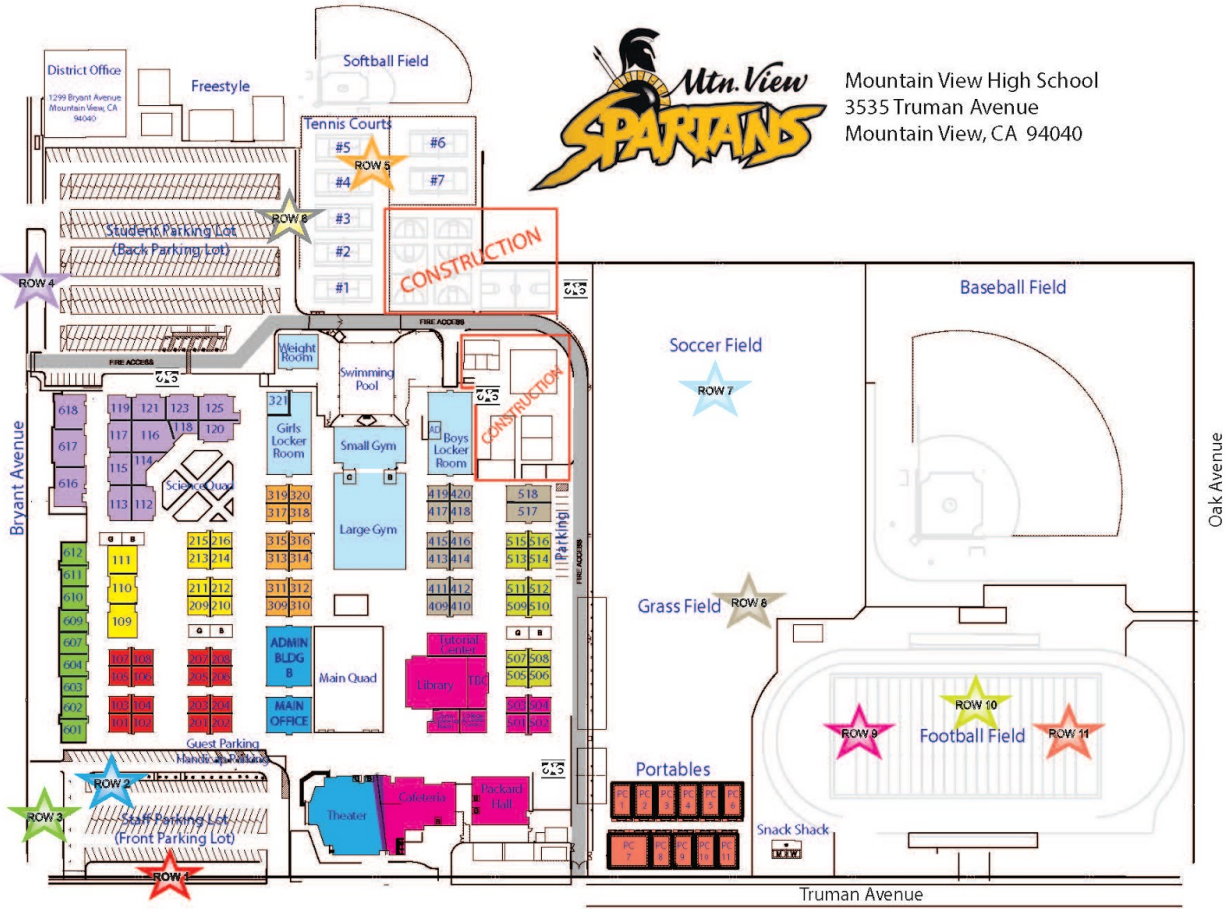 Mtn. View
SPARTANS
Mountain View High School
3535 Truman Avenue
Mountain View, CA 94040
District Office
1299 Bryant Avenue
Mountain View, CA
94040
Freestyle
Softball Field
Tennis Courts
#5
#6
ROW 5
#4
#7
ROW 6
#3
Student Parking Lot
(Back Parking Lot)
#2
#1
CONSTRUCTION
ROW 4
Baseball Field
FIRE ACCESS
FIRE ACCESS
Weight
Room
Swimming
Pool
CONSTRUCTION
Soccer Field
ROW 7
Bryant Avenue
Oak Avenue
618
617
616
119 121 123 125
117 116 118 120
115 114
113 112
Science Quad
321
Girls
Locker
Room
Small Gym
G B
Large Gym
AD
Boys
Locker
Room
319 320
317 318
419 420
417 418
518
517
Parking
FIRE ACCESS
G B
612
611
610
609
607
604
603
602
601
111
110
109
215 216
213 214
211 212
209 210
G B
315 316
313 314
311 312
309 310
415 416
413 414
411 412
409 410
515 516
513 514
511 512
509 510
G B
Grass Field
ROW 8
107 108
105 106
103 104
101 102
207 208
205 206
203 204
201 202
ADMIN
BLDG
B
MAIN
OFFICE
Main Quad
Tutorial
Center
Library
507 508
505 506
503 504
501 502
ROW 9
ROW 10
Football Field
ROW 11
Guest Parking
Handicap Parking
ROW 2
ROW 3
Staff Parking Lot
(Front Parking Lot)
ROW 1
Theater
Cafeteria
Packard
Hall
Portables
PC 1
PC 2
PC 3
PC 4
PC 5
PC 6
PC 7
PC 8
PC 9
PC 10
PC 11
Snack Shack
M S W
Truman Avenue